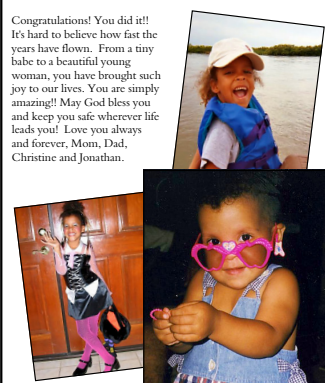 Congratulations! You did it!!
It's hard to believe how fast the
years have flown.  From a tiny
babe to a beautiful young
woman, you have brought such
joy to our lives. You are simply
amazing!! May God bless you
and keep you safe wherever life
leads you!  Love you always
and forever, Mom, Dad,
Christine and Jonathan.